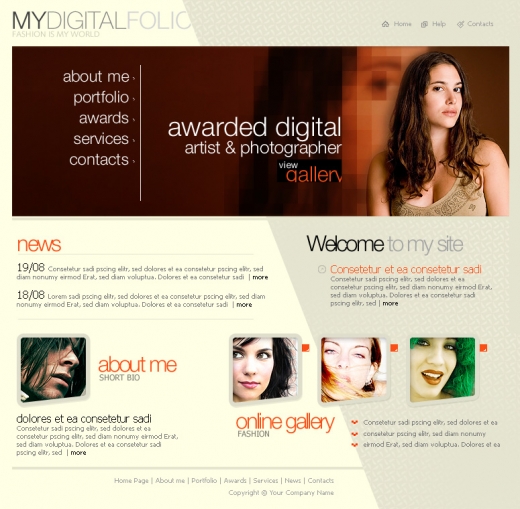 MYDIGITALFOLIO
FASHION IS MY WORLD
Home Help Contacts
about me
portfolio
awards
services
contacts
awarded digital
artist & photographer
view
gallery
news
19/08 Consetetur sadi pscing elitr, sed dolores et ea consetetur pscing elitr, sed
diam nonumy eirmod Erat, sed diam voluptua. Dolores et ea consetetur sadi
pscing elitr, sed dolores et ea | more
18/08 Lorem sadi pscing elitr, sed dolores et ea consetetur pscing elitr, sed
diam nonumy eirmod Erat, sed diam voluptua. Dolores et ea consetetur sadi
pscing elitr, sed | more
Welcome to my site
Consetetur et ea consetetur sadi
Consetetur sadi pscing elitr, sed dolores et ea
consetetur pscing elitr, sed diam nonumy eirmod Erat,
sed diam voluptua. Dolores et ea consetetur sadi pscing
elitr, sed | more
about me
SHORT BIO
dolores et ea consetetur sadi
Consetetur sadi pscing elitr, sed dolores et ea
consetetur pscing elitr, sed diam nonumy eirmod Erat,
sed diam voluptua. Dolores et ea consetetur sadi
pscing elitr, sed | more
online gallery
FASHION
Consetetur sadi pscing elitr, sed dolores et ea
consetetur pscing elitr, sed diam nonumy
eirmod Erat, sed diam voluptua. Dolores et ea
Home Page | About me | Portfolio | Awards | Services | News | Contacts
Copyright © Your Company Name